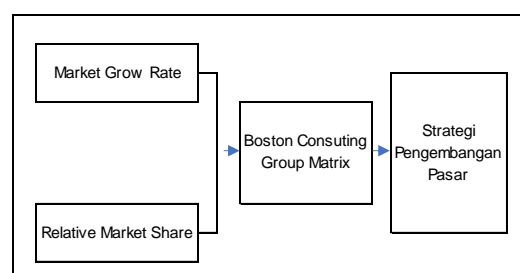 Market Grow Rate
Boston Consuting
Group Matrix
Strategi
Pengembangan
Pasar
Relative Market Share